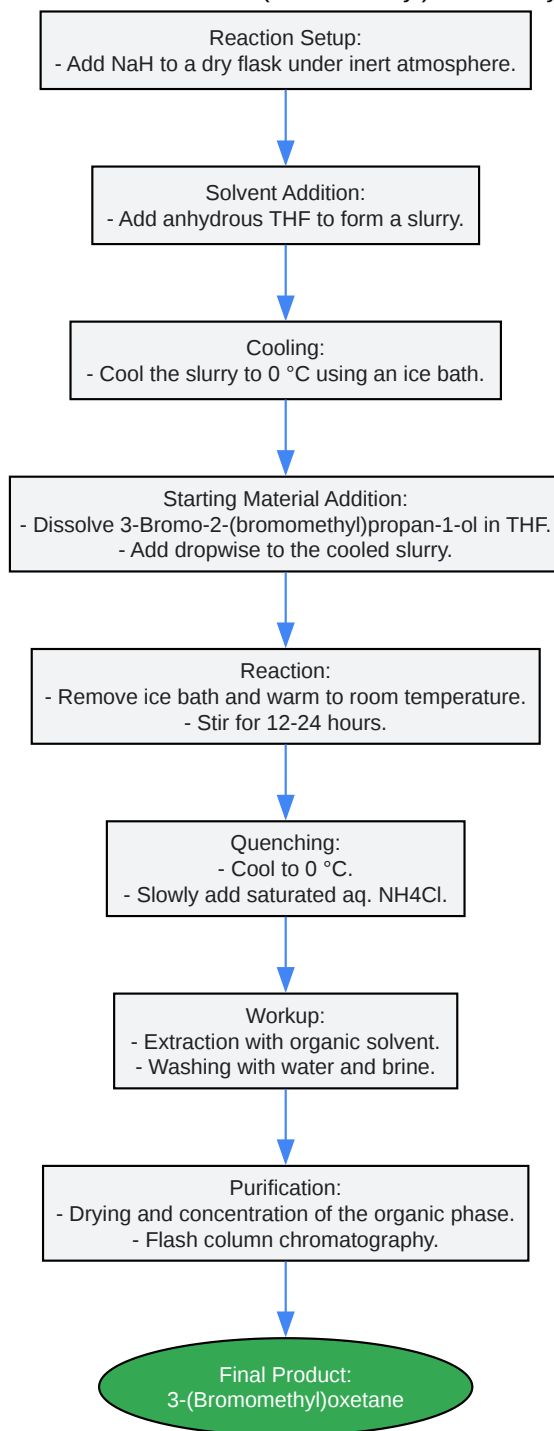 Reaction Setup:
- Add NaH to a dry flask under inert atmosphere.
Solvent Addition:
- Add anhydrous THF to form a slurry.
Cooling:
- Cool the slurry to 0 °C using an ice bath.
Starting Material Addition:
- Dissolve 3-Bromo-2-(bromomethyl)propan-1-ol in THF.
- Add dropwise to the cooled slurry.
Reaction:
- Remove ice bath and warm to room temperature.
- Stir for 12-24 hours.
Quenching:
- Cool to 0 °C.
- Slowly add saturated aq. NH4Cl.
Workup:
- Extraction with organic solvent.
- Washing with water and brine.
Purification:
- Drying and concentration of the organic phase.
- Flash column chromatography.
Final Product:
3-(Bromomethyl)oxetane